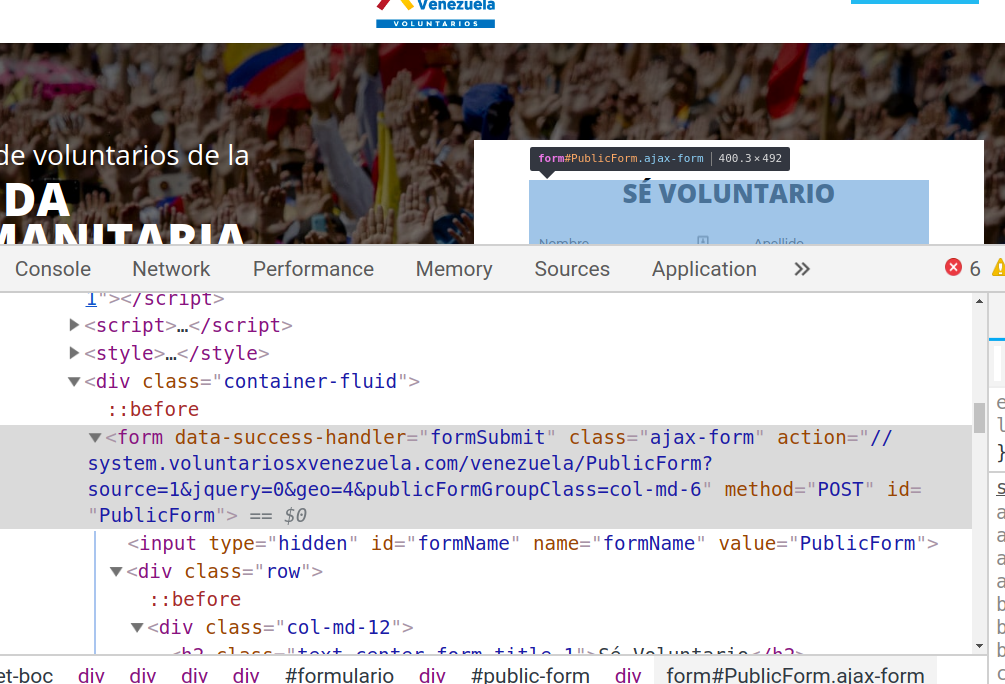 Venezuela
VOLUNTARIOS
de voluntarios de la
DA
MANITARIA
form#PublicForm.ajax-form | 400.3×492
SÉ VOLUNTARIO
Nombre
Apellido
Console Network Performance Memory Sources Application » 6
1"></script>
<script>…</script>
<style>…</style>
<div class="container-fluid">
::before
<form data-success-handler="formSubmit" class="ajax-form" action="//
system.voluntariosxvenezuela.com/venezuela/PublicForm?
source=1&jquery=0&geo=4&publicFormGroupClass=col-md-6" method="POST" id=
"PublicForm"> == $0
<input type="hidden" id="formName" name="formName" value="PublicForm">
<div class="row">
::before
<div class="col-md-12">
<h3 class="text-center form-title-1">Sé Voluntario</h3>
et-boc div div div div #formulario div #public-form div form#PublicForm.ajax-form